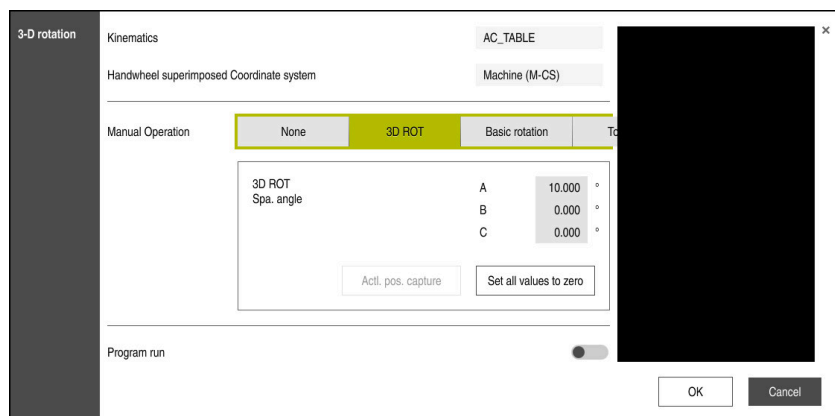 3-D rotation
Kinematics
AC_TABLE
×
Handwheel superimposed Coordinate system
Machine (M-CS)
Manual Operation
None
3D ROT
Basic rotation
To
3D ROT
Spa. angle
A 10.000 °
B 0.000 °
C 0.000 °
Actl. pos. capture
Set all values to zero
Program run
OK
Cancel